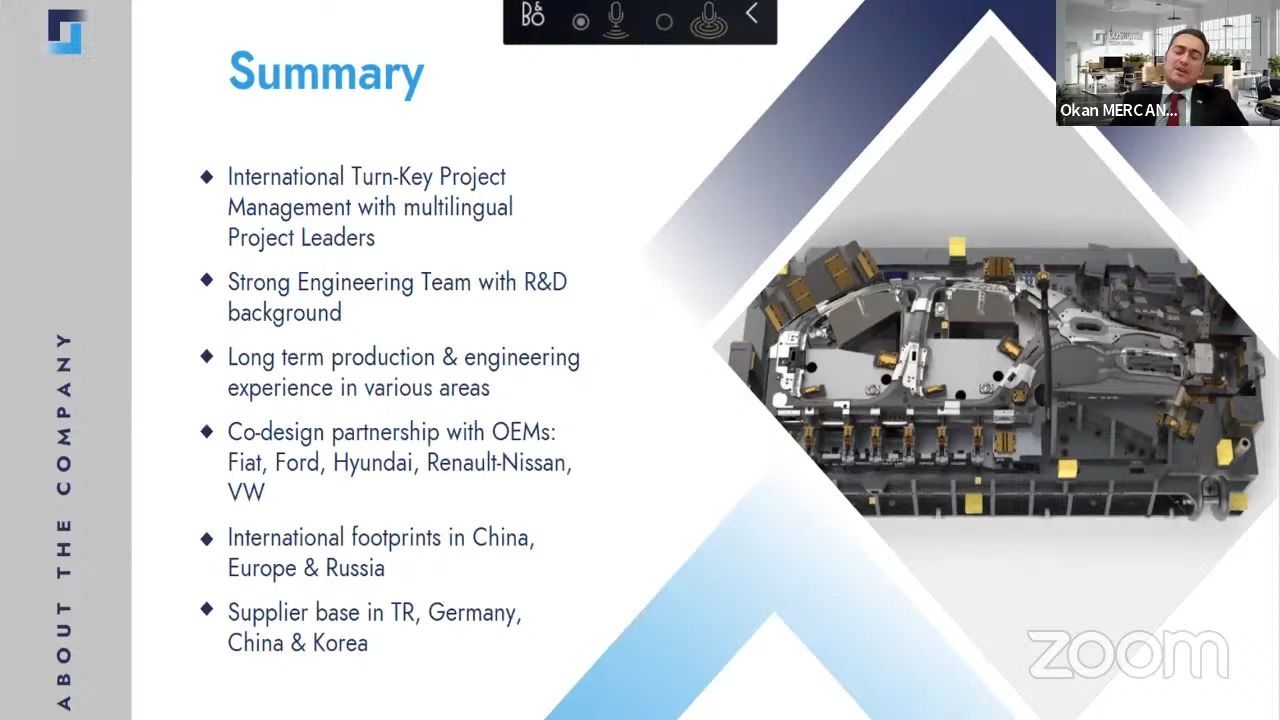 B&O
Summary
International Turn-Key Project
Management with multilingual
Project Leaders
Strong Engineering Team with R&D
background
Long term production & engineering
experience in various areas
Co-design partnership with OEMs:
Fiat, Ford, Hyundai, Renault-Nissan,
VW
International footprints in China,
Europe & Russia
Supplier base in TR, Germany,
China & Korea
ABOUT THE COMPANY
Okan MERCAN...
zoom